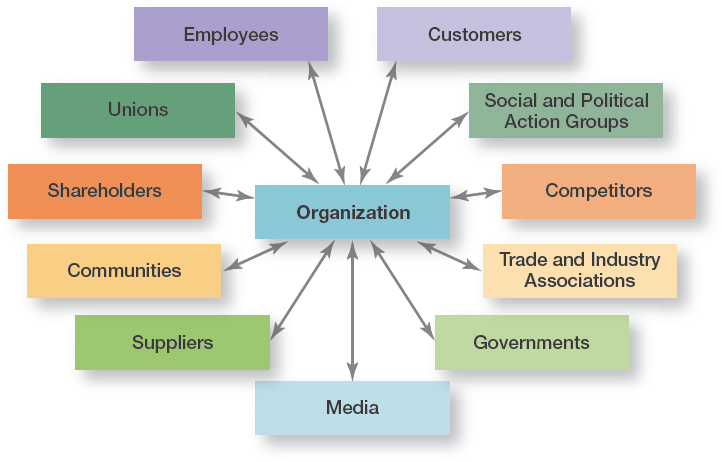 Employees
Customers
Unions
Social and Political
Action Groups
Shareholders
Organization
Competitors
Communities
Trade and Industry
Associations
Suppliers
Governments
Media